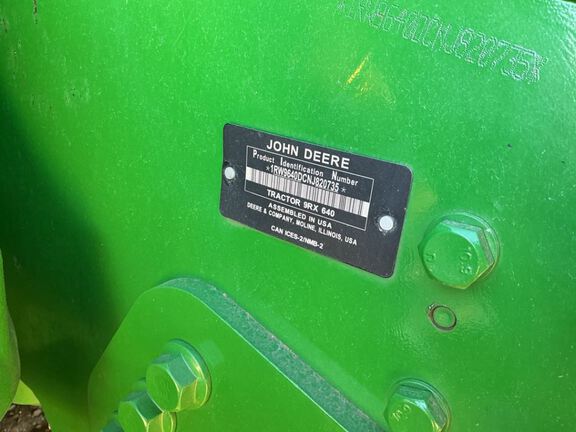 *1RW9640DCNJ820735*
JOHN DEERE
Product Identification Number
*1RW9640DCNJ820735*
TRACTOR 9RX 640
ASSEMBLED IN USA
DEERE & COMPANY, MOLINE, ILLINOIS, USA
CAN ICES-2/NMB-2